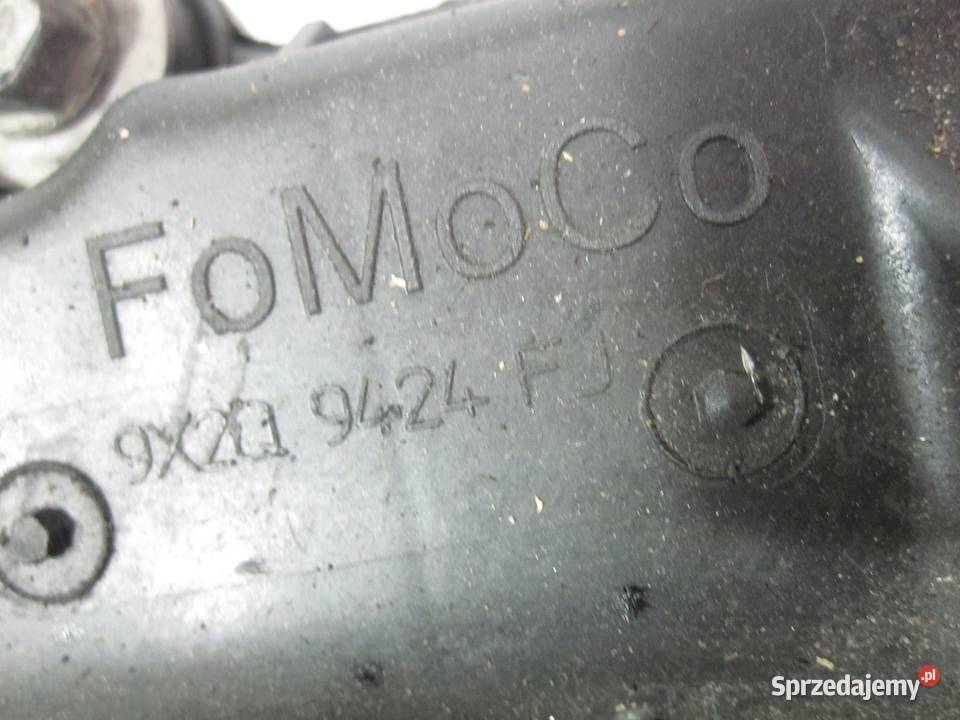 FoMoCo
9X2Q 9424 FJ
Sprzedajemy.pl